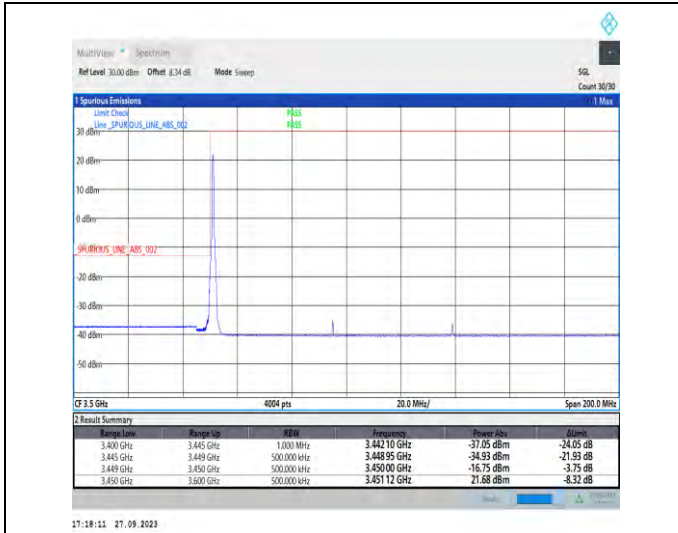 MultiView Spectrum
Ref Level 30.00 dBm Offset 8.34 dB Mode Sweep SGL
Count 30/30
1 Spurious Emissions 1 Max
Limit Check PASS
Line _SPURIOUS_LINE_ABS_002 PASS
30 dBm
20 dBm
10 dBm
0 dBm
_SPURIOUS_LINE_ABS_002
-20 dBm
-30 dBm
-40 dBm
-50 dBm
CF 3.5 GHz 4004 pts 20.0 MHz/ Span 200.0 MHz
2 Result Summary
Range Low Range Up RBW Frequency Power Abs ΔLimit
3.400 GHz 3.445 GHz 1.000 MHz 3.442 10 GHz -37.05 dBm -24.05 dB
3.445 GHz 3.449 GHz 500.000 kHz 3.448 95 GHz -34.93 dBm -21.93 dB
3.449 GHz 3.450 GHz 500.000 kHz 3.450 00 GHz -16.75 dBm -3.75 dB
3.450 GHz 3.600 GHz 500.000 kHz 3.451 12 GHz 21.68 dBm -8.32 dB
17:18:11 27.09.2023